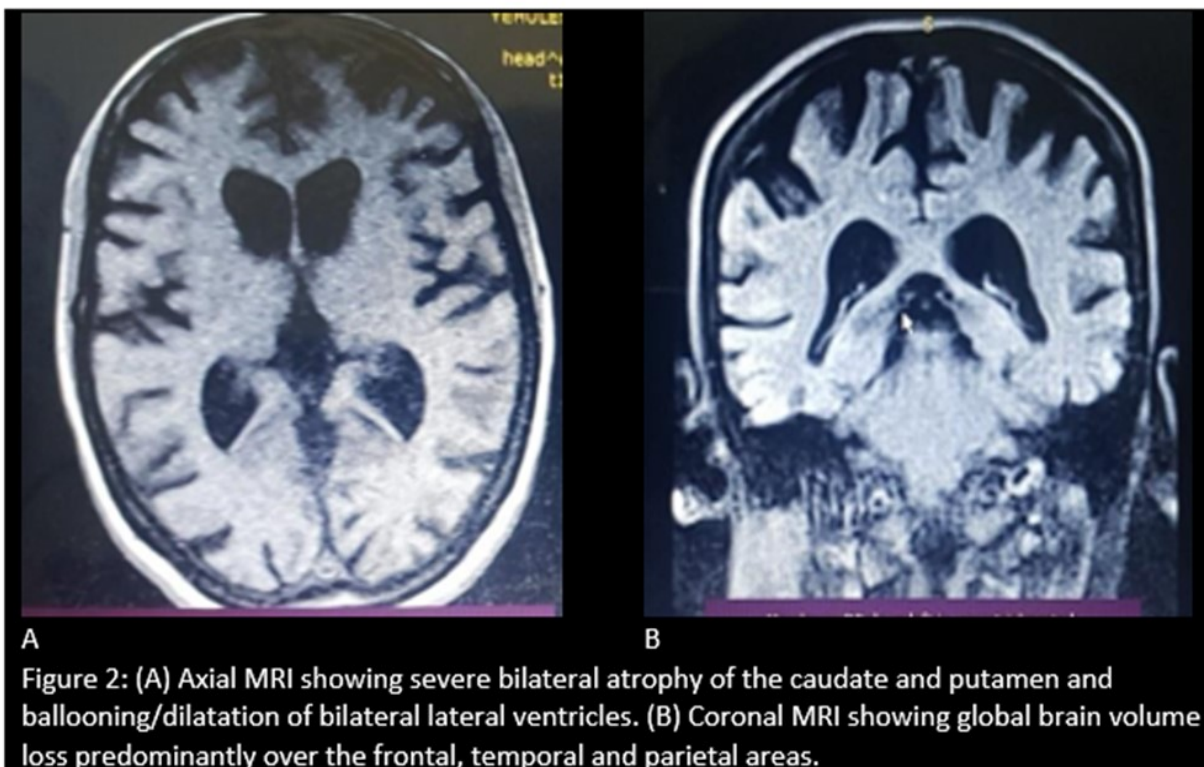 head^
A
B
Figure 2: (A) Axial MRI showing severe bilateral atrophy of the caudate and putamen and
ballooning/dilatation of bilateral lateral ventricles. (B) Coronal MRI showing global brain volume
loss predominantly over the frontal, temporal and parietal areas.